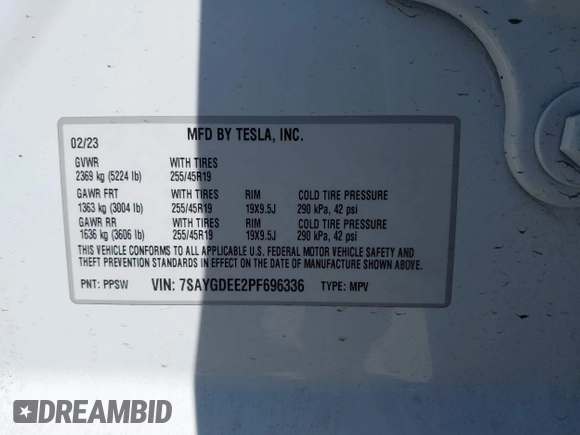 02/23 MFD BY TESLA, INC.
GVWR WITH TIRES
2369 kg (5224 lb) 255/45R19
GAWR FRT WITH TIRES RIM COLD TIRE PRESSURE
1363 kg (3004 lb) 255/45R19 19X9.5J 290 kPa, 42 psi
GAWR RR WITH TIRES RIM COLD TIRE PRESSURE
1636 kg (3606 lb) 255/45R19 19X9.5J 290 kPa, 42 psi
THIS VEHICLE CONFORMS TO ALL APPLICABLE U.S. FEDERAL MOTOR VEHICLE SAFETY AND
THEFT PREVENTION STANDARDS IN EFFECT ON THE DATE OF MANUFACTURE SHOWN ABOVE.
PNT: PPSW VIN: 7SAYGDEE2PF696336 TYPE: MPV
DREAMBID